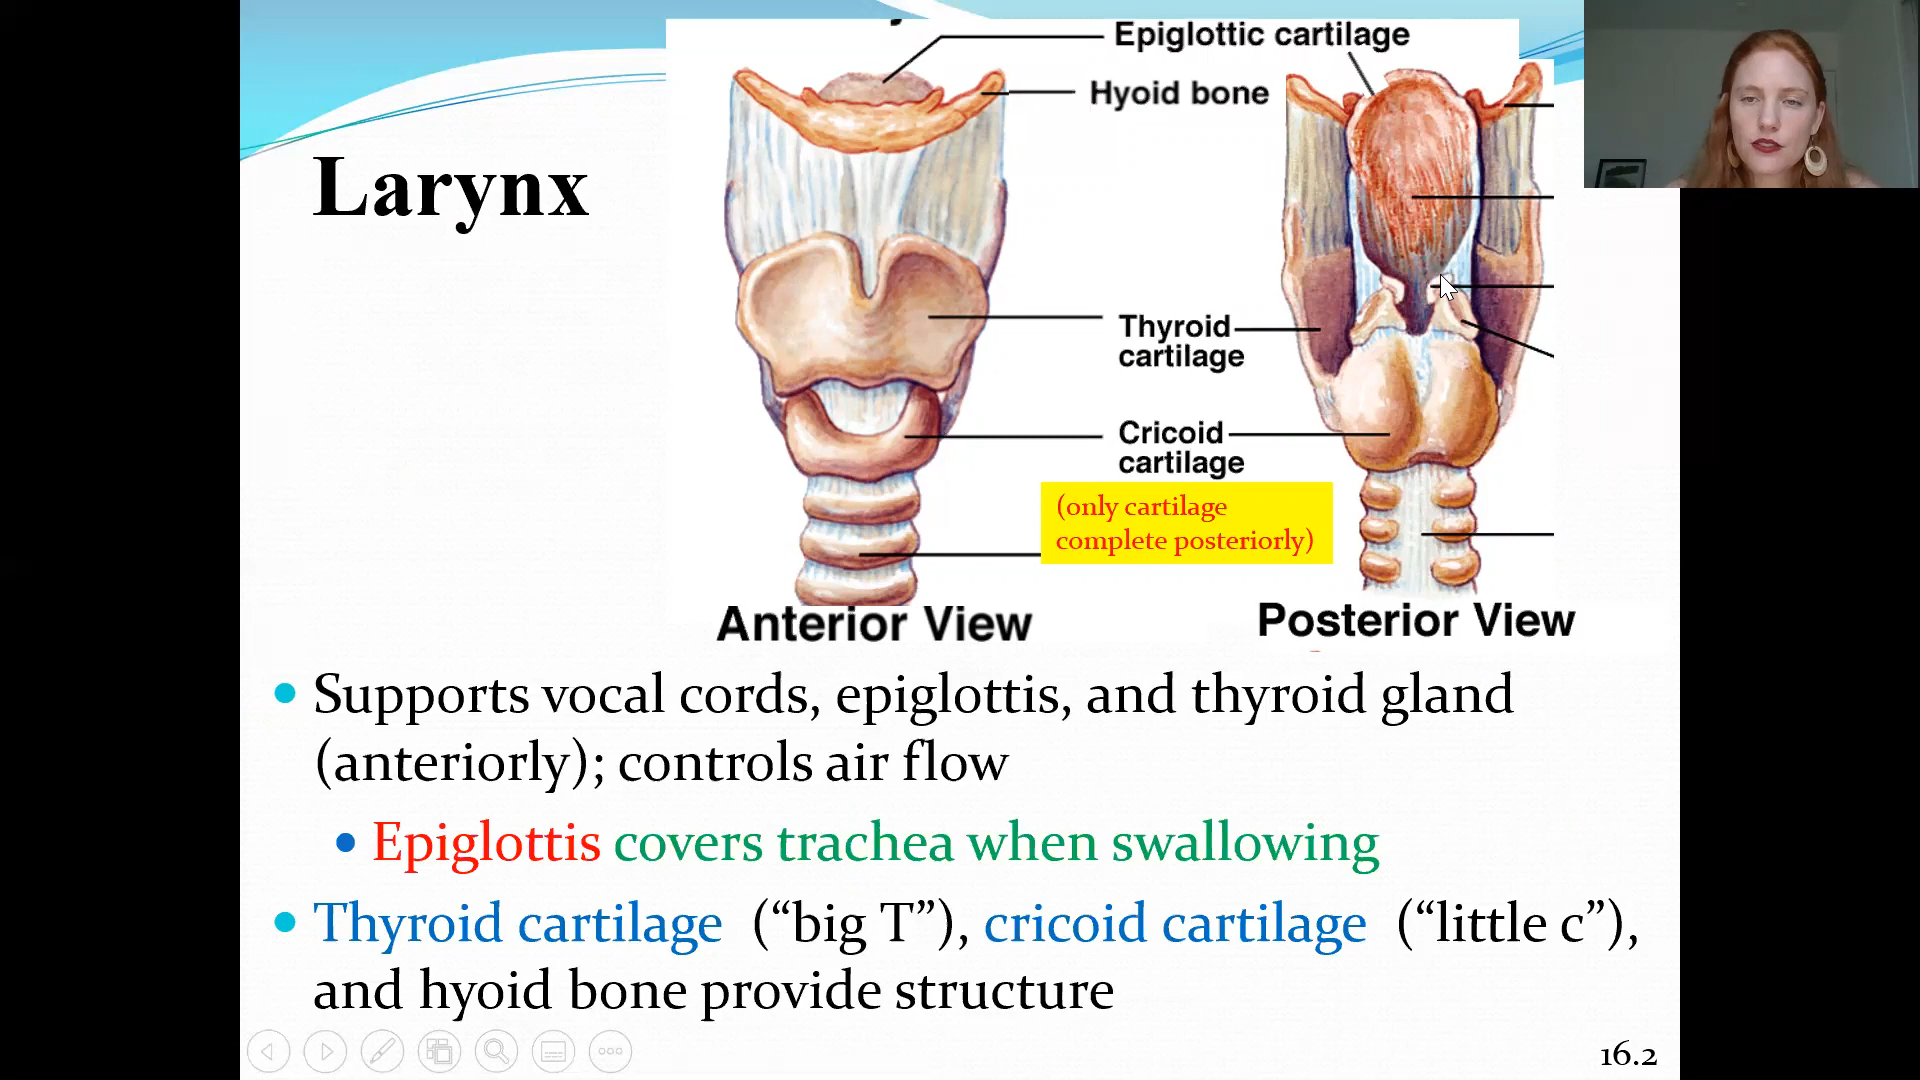 Epiglottic cartilage
Hyoid bone
Larynx
Thyroid
cartilage
Cricoid
cartilage
(only cartilage
complete posteriorly)
Anterior View
Posterior View
Supports vocal cords, epiglottis, and thyroid gland
(anteriorly); controls air flow
Epiglottis covers trachea when swallowing
Thyroid cartilage (“big T”), cricoid cartilage (“little c”),
and hyoid bone provide structure
16.2